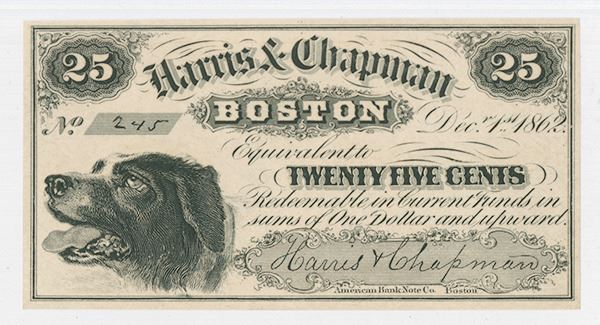 25 Harris & Chapman 25
BOSTON
No. 245 Decr. 1st 1862.
Equivalent to
TWENTY FIVE CENTS
Redeemable in Current Funds in
sums of One Dollar and upward.
Harris & Chapman
American Bank Note Co. Boston